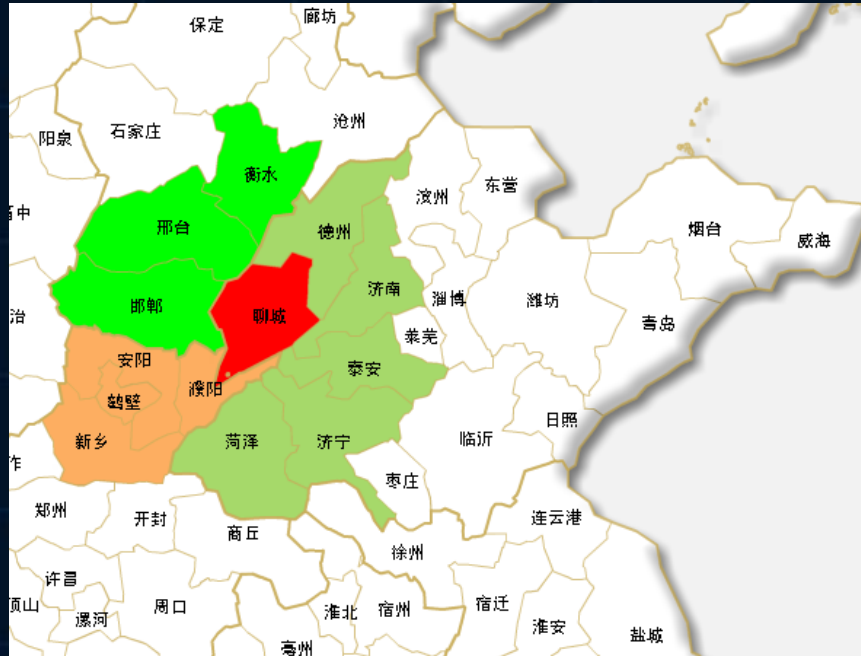 廊坊
保定
沧州
石家庄
阳泉
衡水
滨州
东营
晋中
邢台
德州
烟台
威海
济南
淄博
潍坊
邯郸
治
聊城
青岛
莱芜
安阳
泰安
濮阳
鹤壁
日照
新乡
菏泽
济宁
临沂
作
枣庄
郑州
开封
连云港
商丘
徐州
许昌
顶山
漯河
周口
淮北
宿州
宿迁
淮安
盐城
亳州